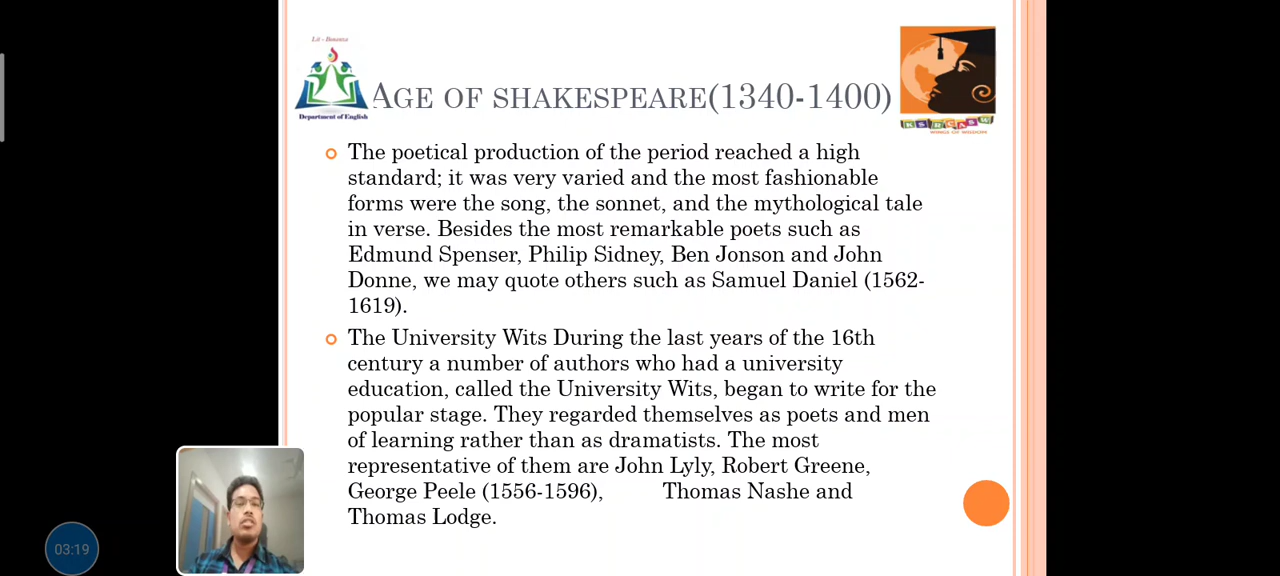 Lit - Bonanza
Department of English
AGE OF SHAKESPEARE(1340-1400)
KSRCASW
WINGS OF WISDOM
The poetical production of the period reached a high
standard; it was very varied and the most fashionable
forms were the song, the sonnet, and the mythological tale
in verse. Besides the most remarkable poets such as
Edmund Spenser, Philip Sidney, Ben Jonson and John
Donne, we may quote others such as Samuel Daniel (1562-
1619).
The University Wits During the last years of the 16th
century a number of authors who had a university
education, called the University Wits, began to write for the
popular stage. They regarded themselves as poets and men
of learning rather than as dramatists. The most
representative of them are John Lyly, Robert Greene,
George Peele (1556-1596), Thomas Nashe and
Thomas Lodge.
03:19